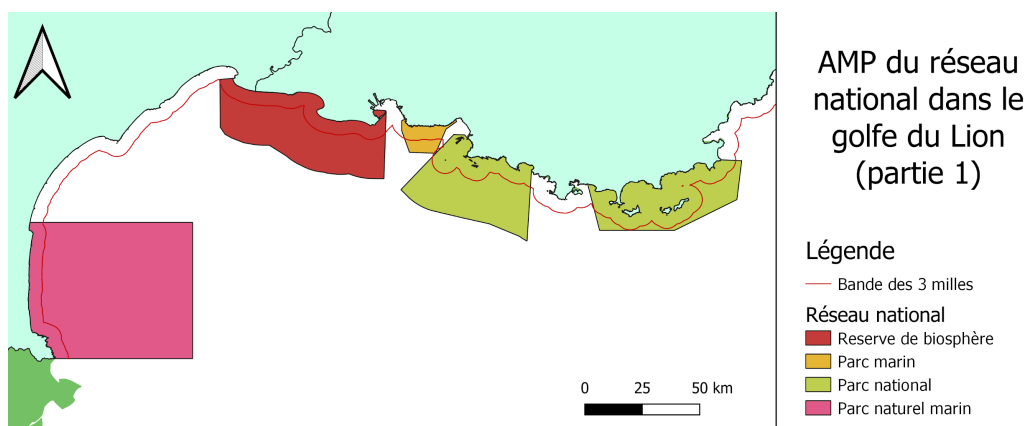 AMP du réseau
national dans le
golfe du Lion
(partie 1)
Légende
Bande des 3 milles
Réseau national
Reserve de biosphère
Parc marin
Parc national
Parc naturel marin
0 25 50 km